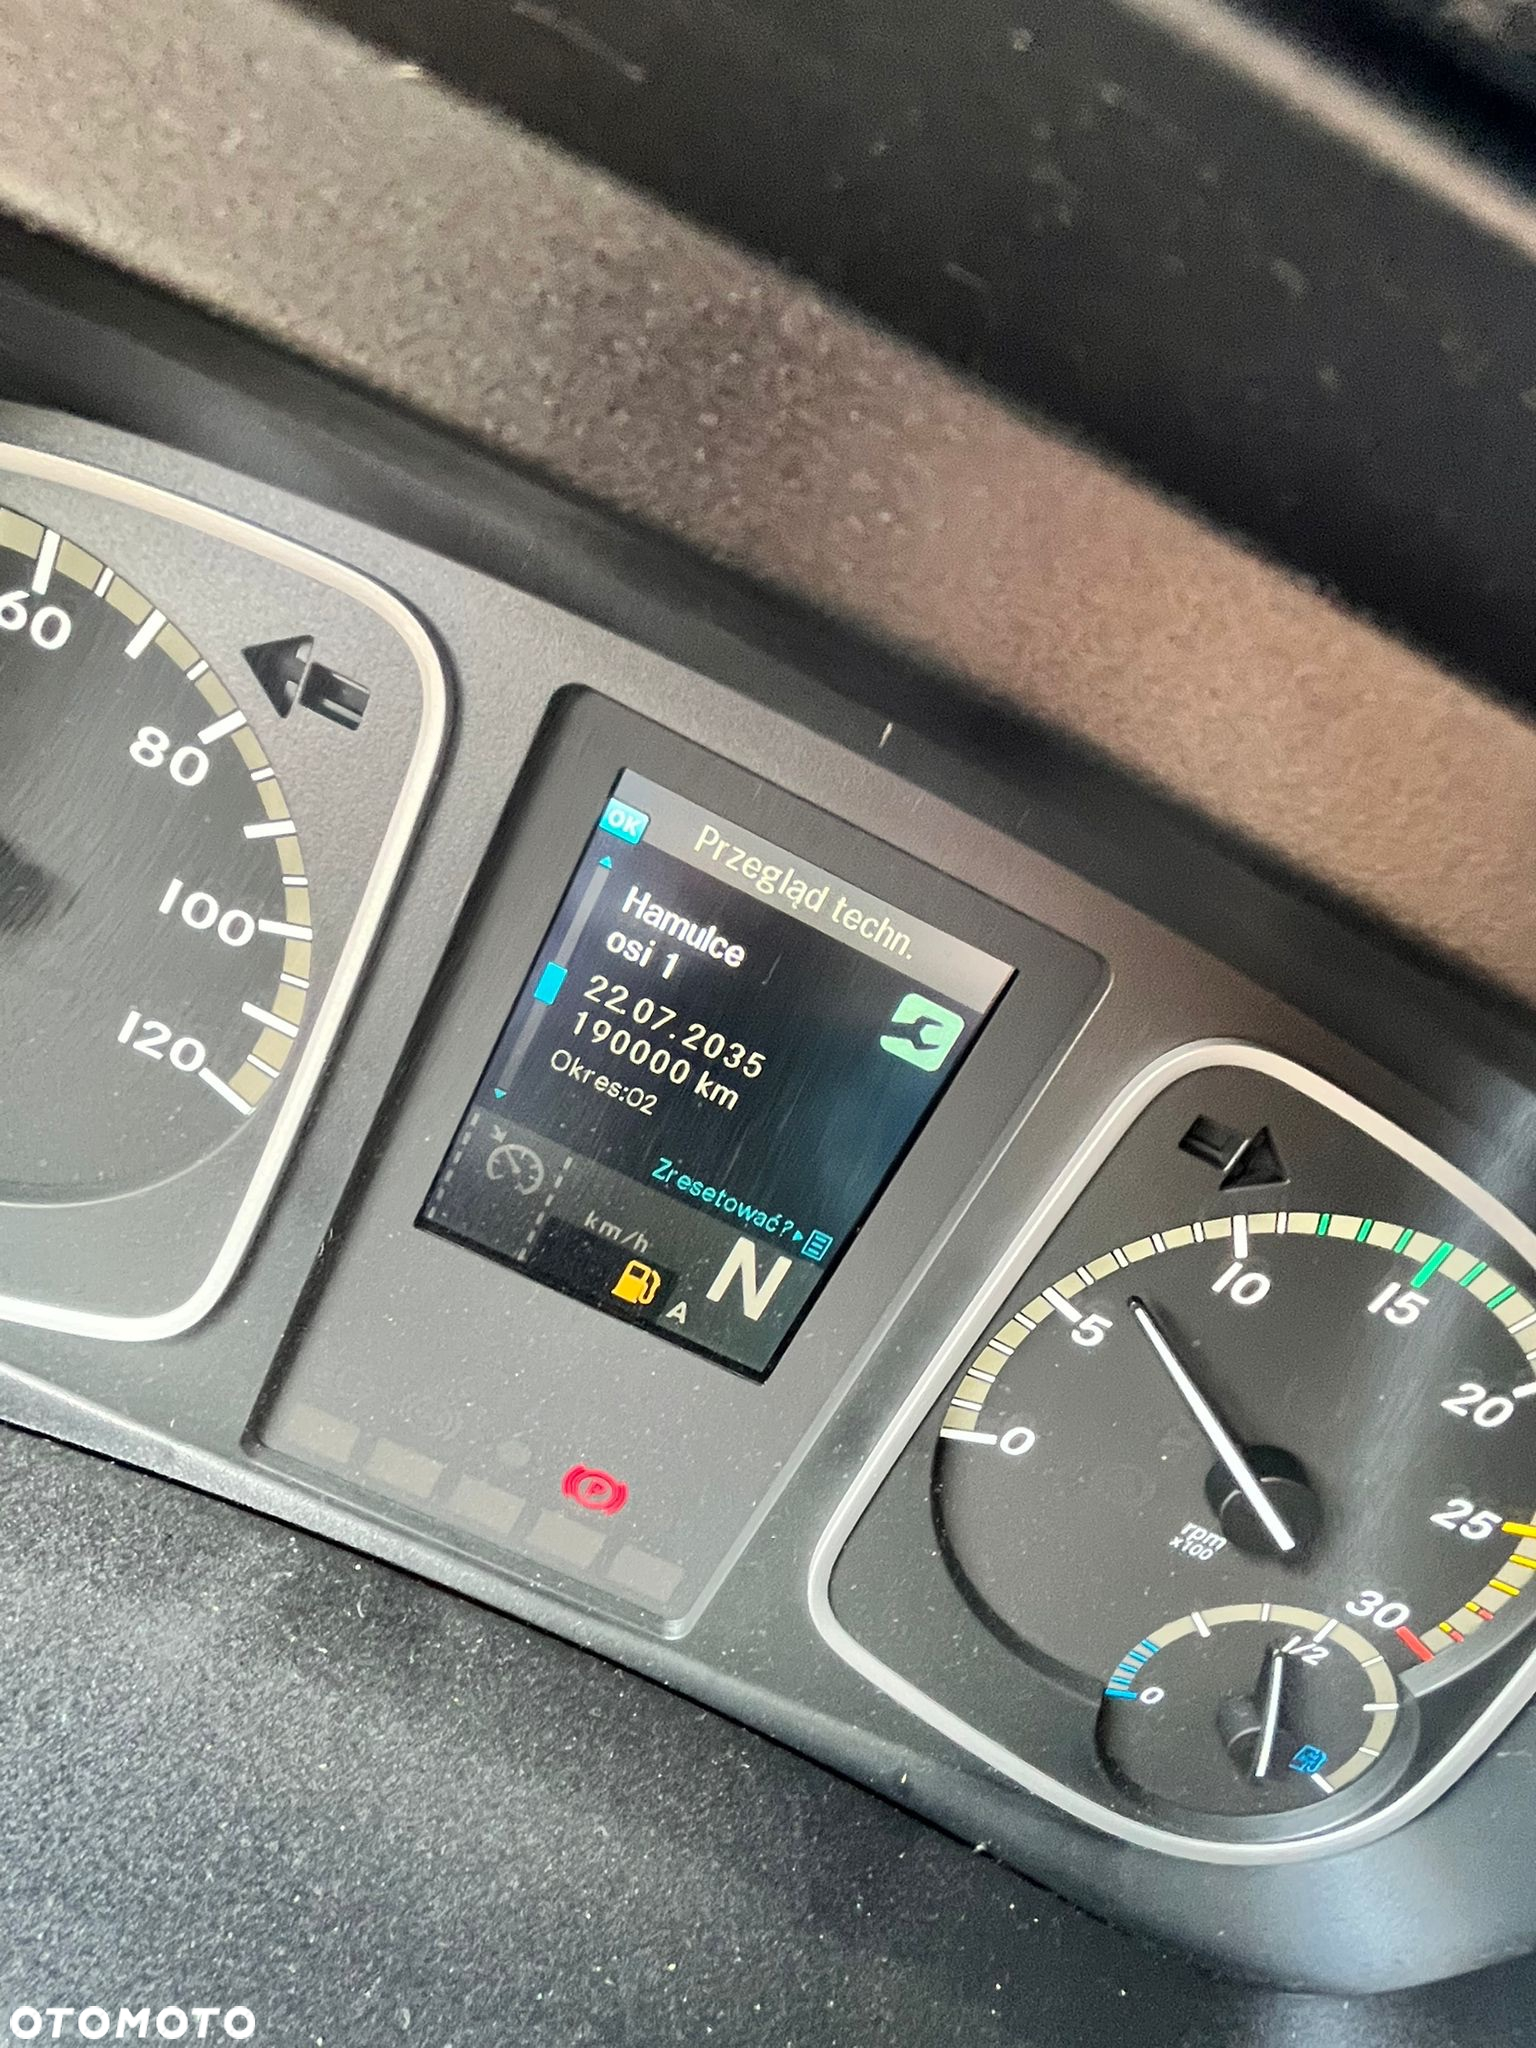 60
80
100
120
OK
Przegląd techn.
Hamulce
osi 1
22.07.2035
190000 km
Okres:02
Zresetować?
km/h
A
N
P
0
5
10
15
20
25
30
rpm
x100
0
1/2
OTOMOTO